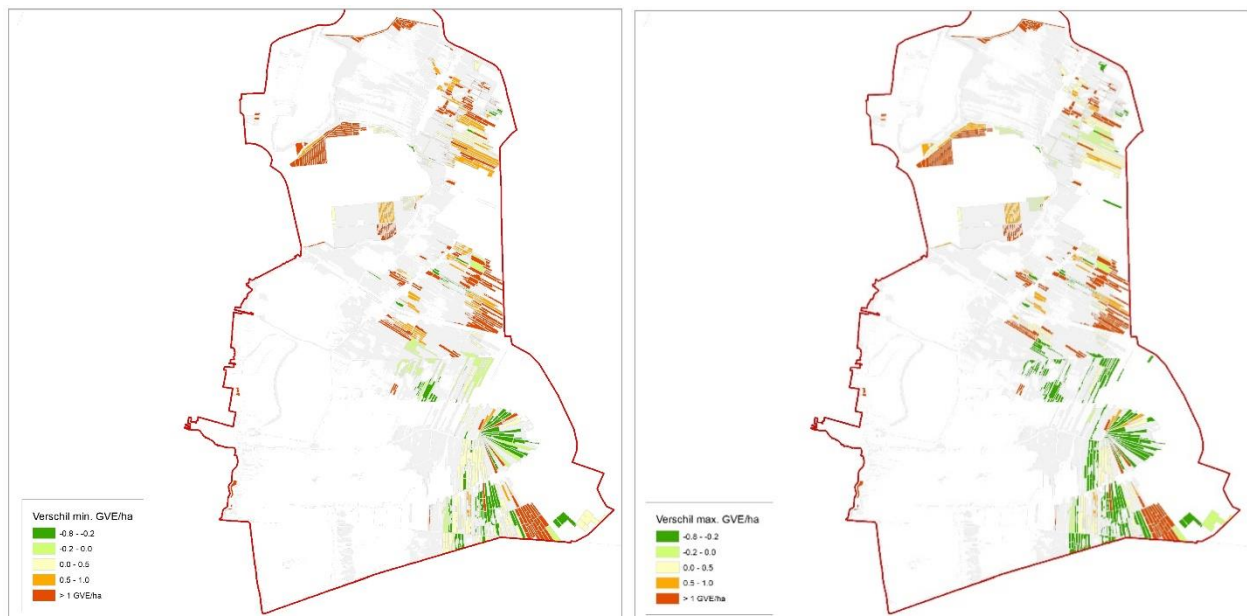 Verschil min. GVE/ha
-0.8 - -0.2
-0.2 - 0.0
0.0 - 0.5
0.5 - 1.0
> 1 GVE/ha
Verschil max. GVE/ha
-0.8 - -0.2
-0.2 - 0.0
0.0 - 0.5
0.5 - 1.0
> 1 GVE/ha